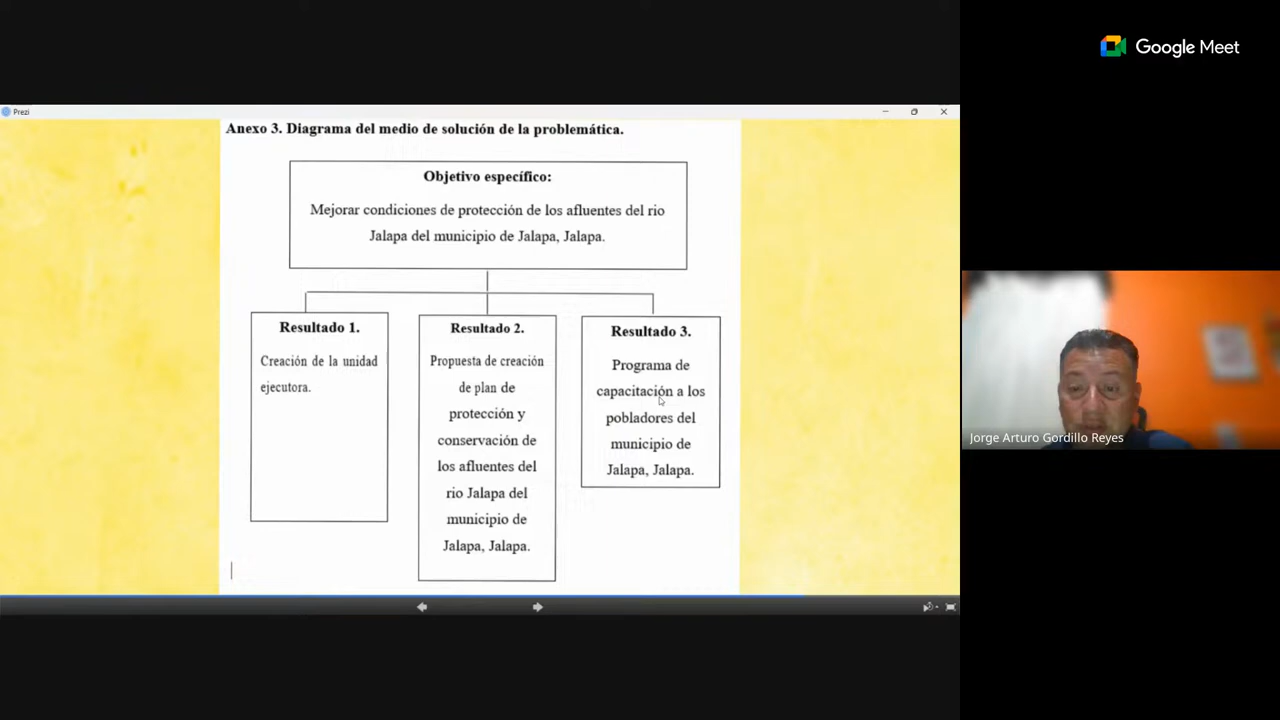 Google Meet
Prezi
Anexo 3. Diagrama del medio de solución de la problemática.
Objetivo específico:
Mejorar condiciones de protección de los afluentes del rio
Jalapa del municipio de Jalapa, Jalapa.
Resultado 1.
Creación de la unidad
ejecutora.
Resultado 2.
Propuesta de creación
de plan de
protección y
conservación de
los afluentes del
rio Jalapa del
municipio de
Jalapa, Jalapa.
Resultado 3.
Programa de
capacitación a los
pobladores del
municipio de
Jalapa, Jalapa.
Jorge Arturo Gordillo Reyes